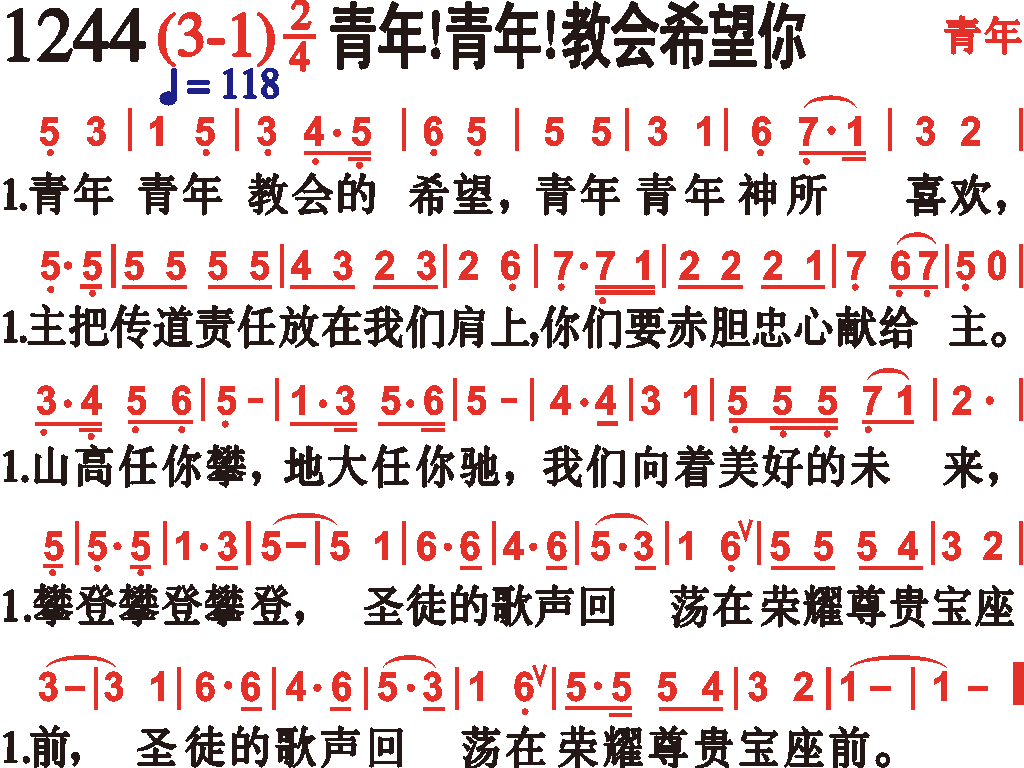 1244 (3-1) 2/4 青年!青年!教会希望你 青年
♩= 118
5 3 | 1 5 | 3 4·5 | 6 5 | 5 5 | 3 1 | 6 7·1 | 3 2 |
1.青年 青年 教会的 希望，青年 青年 神所 喜欢，
5·5 | 5 5 5 5 | 4 3 2 3 | 2 6 | 7·7 1 | 2 2 2 1 | 7 6 7 | 5 0 |
1.主把传道责任放在我们肩上,你们要赤胆忠心献给 主。
3·4 5 6 | 5 - | 1·3 5·6 | 5 - | 4·4 | 3 1 | 5 5 5 7 1 | 2· |
1.山高任你攀，地大任你驰，我们向着美好的未 来，
5 | 5·5 | 1·3 | 5 - | 5 1 | 6·6 | 4·6 | 5·3 | 1 6 V | 5 5 5 4 | 3 2 |
1.攀登攀登攀登， 圣徒的歌声回 荡在荣耀尊贵宝座
3 - | 3 1 | 6·6 | 4·6 | 5·3 | 1 6 V | 5·5 5 4 | 3 2 | 1 - | 1 -
1.前， 圣徒的歌声回 荡在荣耀尊贵宝座前。